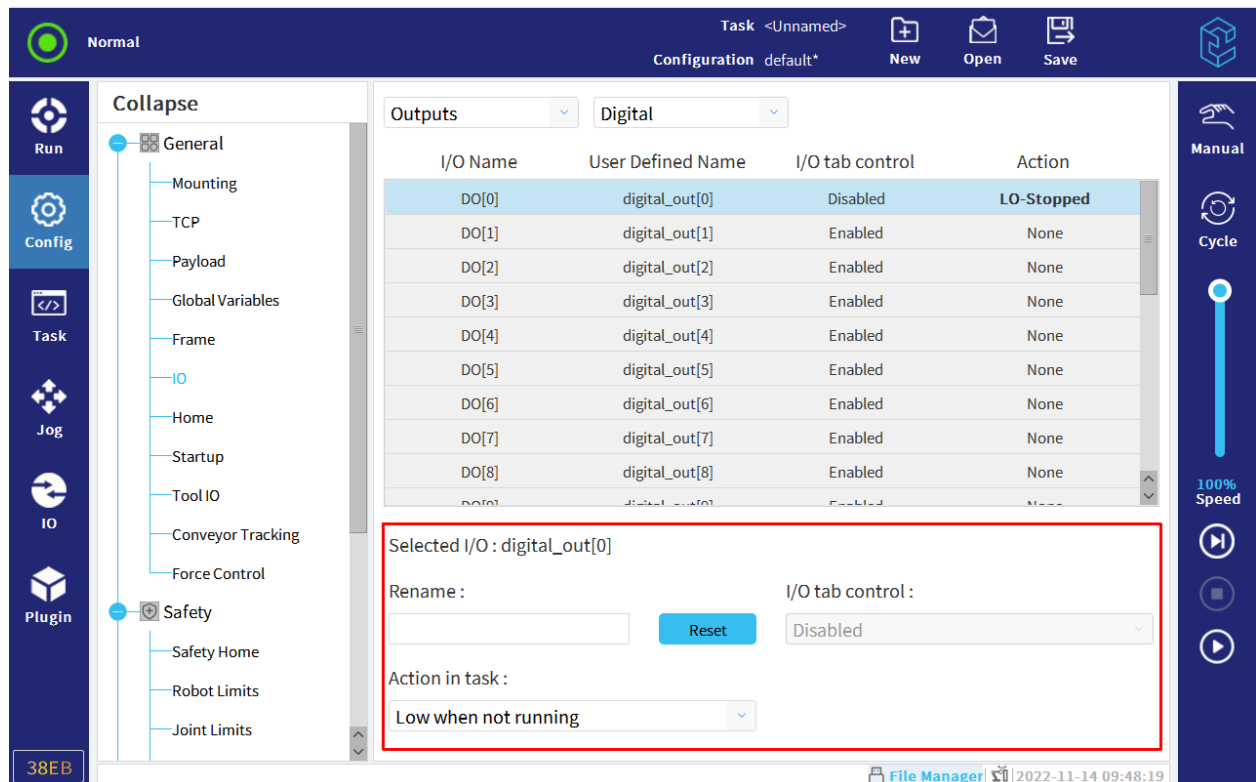 Normal
Task <Unnamed>
Configuration default*
New
Open
Save
Run
Config
Task
Jog
IO
Plugin
38EB
Collapse
General
Mounting
TCP
Payload
Global Variables
Frame
IO
Home
Startup
Tool IO
Conveyor Tracking
Force Control
Safety
Safety Home
Robot Limits
Joint Limits
Outputs Digital
I/O Name User Defined Name I/O tab control Action
DO[0] digital_out[0] Disabled LO-Stopped
DO[1] digital_out[1] Enabled None
DO[2] digital_out[2] Enabled None
DO[3] digital_out[3] Enabled None
DO[4] digital_out[4] Enabled None
DO[5] digital_out[5] Enabled None
DO[6] digital_out[6] Enabled None
DO[7] digital_out[7] Enabled None
DO[8] digital_out[8] Enabled None
DO[9] digital_out[9] Enabled None
Selected I/O : digital_out[0]
Rename :
Reset
I/O tab control :
Disabled
Action in task :
Low when not running
File Manager 2022-11-14 09:48:19
Manual
Cycle
100%
Speed